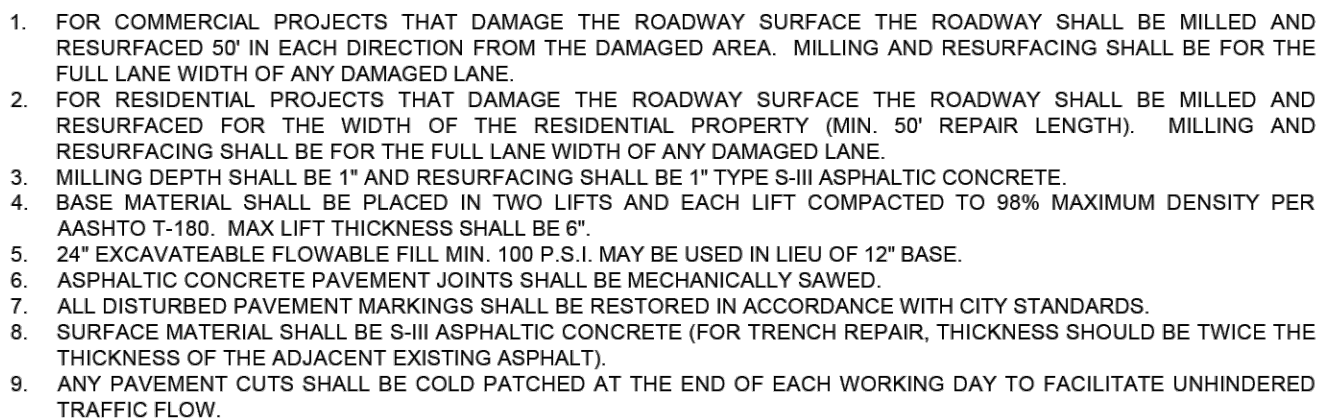 1. FOR COMMERCIAL PROJECTS THAT DAMAGE THE ROADWAY SURFACE THE ROADWAY SHALL BE MILLED AND
RESURFACED 50' IN EACH DIRECTION FROM THE DAMAGED AREA. MILLING AND RESURFACING SHALL BE FOR THE
FULL LANE WIDTH OF ANY DAMAGED LANE.
2. FOR RESIDENTIAL PROJECTS THAT DAMAGE THE ROADWAY SURFACE THE ROADWAY SHALL BE MILLED AND
RESURFACED FOR THE WIDTH OF THE RESIDENTIAL PROPERTY (MIN. 50' REPAIR LENGTH). MILLING AND
RESURFACING SHALL BE FOR THE FULL LANE WIDTH OF ANY DAMAGED LANE.
3. MILLING DEPTH SHALL BE 1" AND RESURFACING SHALL BE 1" TYPE S-III ASPHALTIC CONCRETE.
4. BASE MATERIAL SHALL BE PLACED IN TWO LIFTS AND EACH LIFT COMPACTED TO 98% MAXIMUM DENSITY PER
AASHTO T-180. MAX LIFT THICKNESS SHALL BE 6".
5. 24" EXCAVATEABLE FLOWABLE FILL MIN. 100 P.S.I. MAY BE USED IN LIEU OF 12" BASE.
6. ASPHALTIC CONCRETE PAVEMENT JOINTS SHALL BE MECHANICALLY SAWED.
7. ALL DISTURBED PAVEMENT MARKINGS SHALL BE RESTORED IN ACCORDANCE WITH CITY STANDARDS.
8. SURFACE MATERIAL SHALL BE S-III ASPHALTIC CONCRETE (FOR TRENCH REPAIR, THICKNESS SHOULD BE TWICE THE
THICKNESS OF THE ADJACENT EXISTING ASPHALT).
9. ANY PAVEMENT CUTS SHALL BE COLD PATCHED AT THE END OF EACH WORKING DAY TO FACILITATE UNHINDERED
TRAFFIC FLOW.